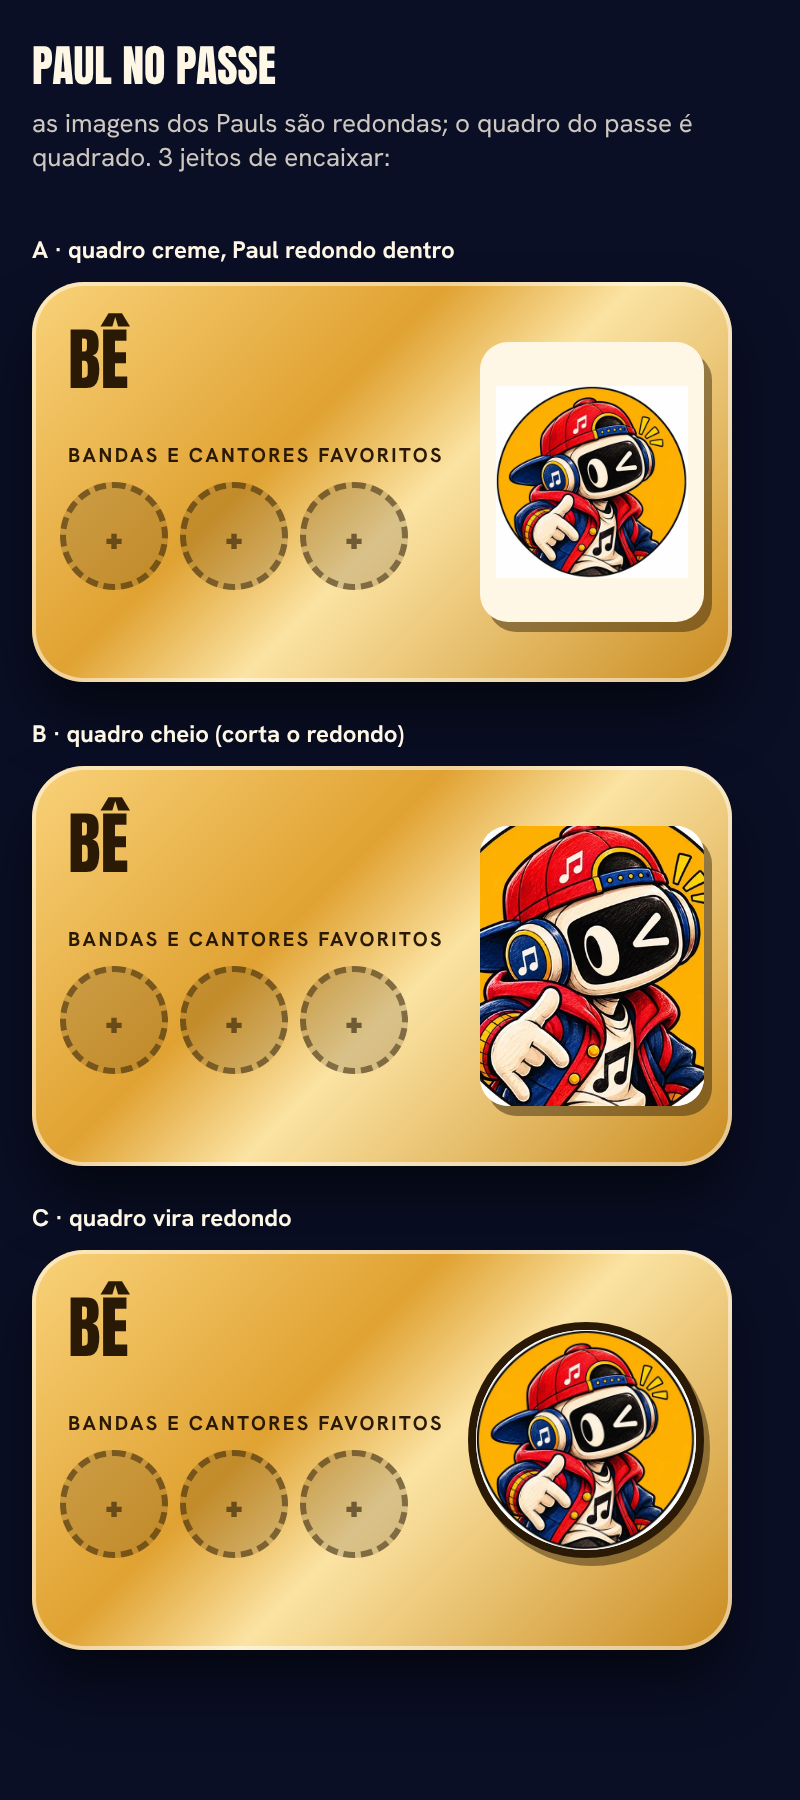 PAUL NO PASSE
as imagens dos Pauls são redondas; o quadro do passe é
quadrado. 3 jeitos de encaixar:
A · quadro creme, Paul redondo dentro
BÊ
BANDAS E CANTORES FAVORITOS
+ + +
B · quadro cheio (corta o redondo)
BÊ
BANDAS E CANTORES FAVORITOS
+ + +
C · quadro vira redondo
BÊ
BANDAS E CANTORES FAVORITOS
+ + +